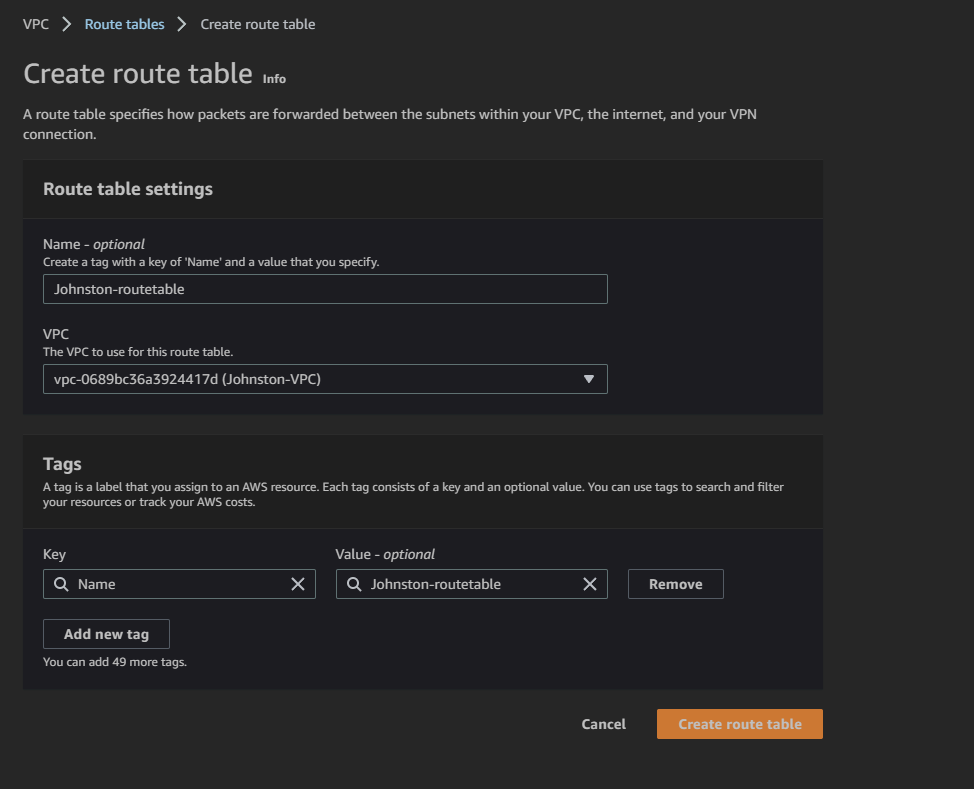 VPC > Route tables > Create route table
Create route table Info
A route table specifies how packets are forwarded between the subnets within your VPC, the internet, and your VPN
connection.
Route table settings
Name - optional
Create a tag with a key of 'Name' and a value that you specify.
Johnston-routetable
VPC
The VPC to use for this route table.
vpc-0689bc36a3924417d (Johnston-VPC)
Tags
A tag is a label that you assign to an AWS resource. Each tag consists of a key and an optional value. You can use tags to search and filter
your resources or track your AWS costs.
Key Value - optional
Name Johnston-routetable Remove
Add new tag
You can add 49 more tags.
Cancel Create route table